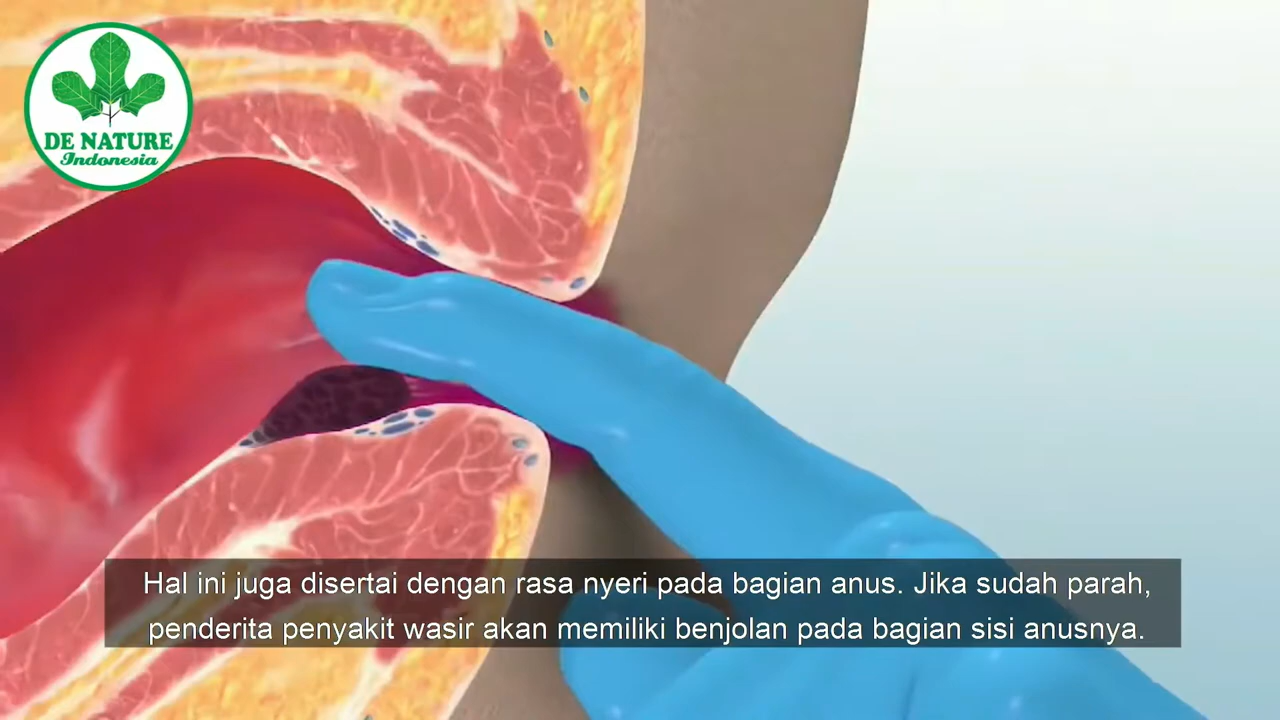 DE NATURE
Indonesia
Hal ini juga disertai dengan rasa nyeri pada bagian anus. Jika sudah parah,
penderita penyakit wasir akan memiliki benjolan pada bagian sisi anusnya.